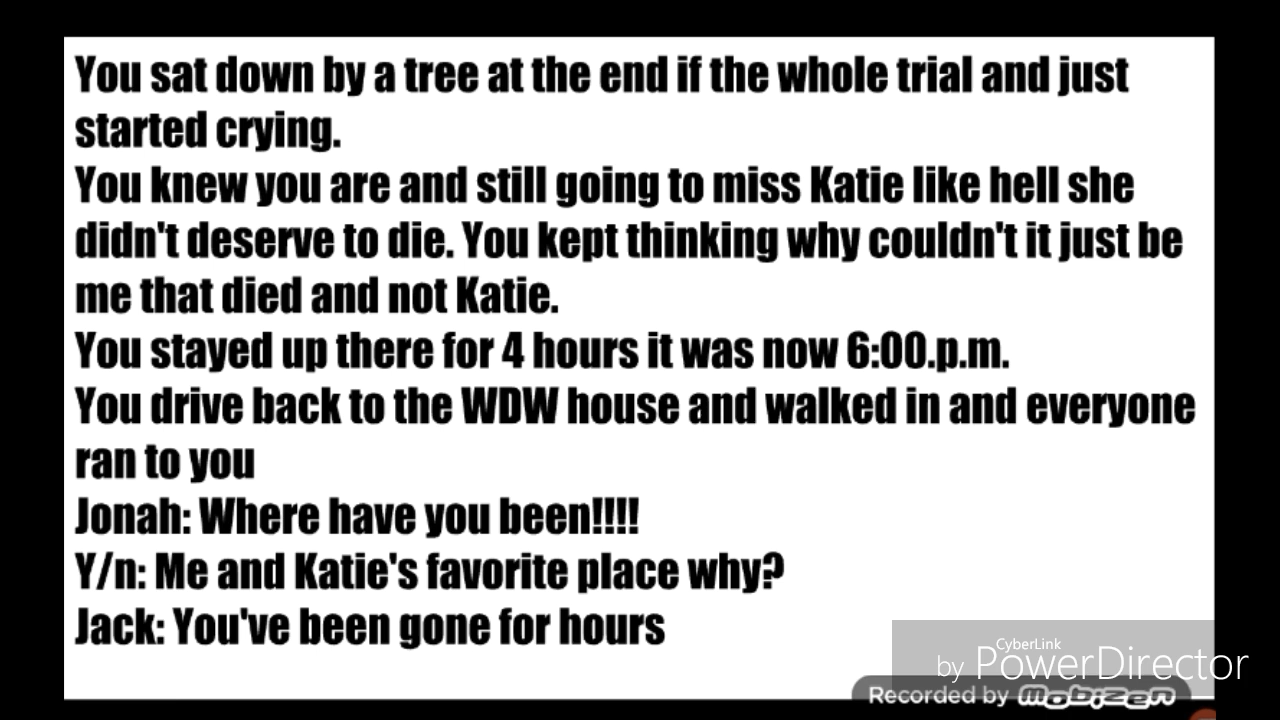 You sat down by a tree at the end if the whole trial and just
started crying.
You knew you are and still going to miss Katie like hell she
didn't deserve to die. You kept thinking why couldn't it just be
me that died and not Katie.
You stayed up there for 4 hours it was now 6:00.p.m.
You drive back to the WDW house and walked in and everyone
ran to you
Jonah: Where have you been!!!!
Y/n: Me and Katie's favorite place why?
Jack: You've been gone for hours
CyberLink
by PowerDirector
Recorded by mobizen